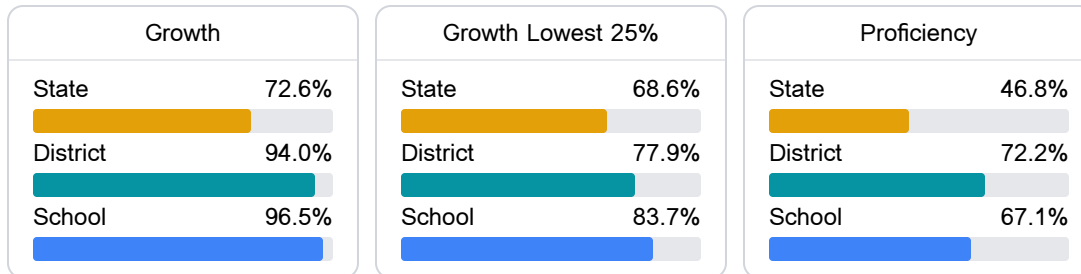 Growth
State 72.6%
District 94.0%
School 96.5%
Growth Lowest 25%
State 68.6%
District 77.9%
School 83.7%
Proficiency
State 46.8%
District 72.2%
School 67.1%